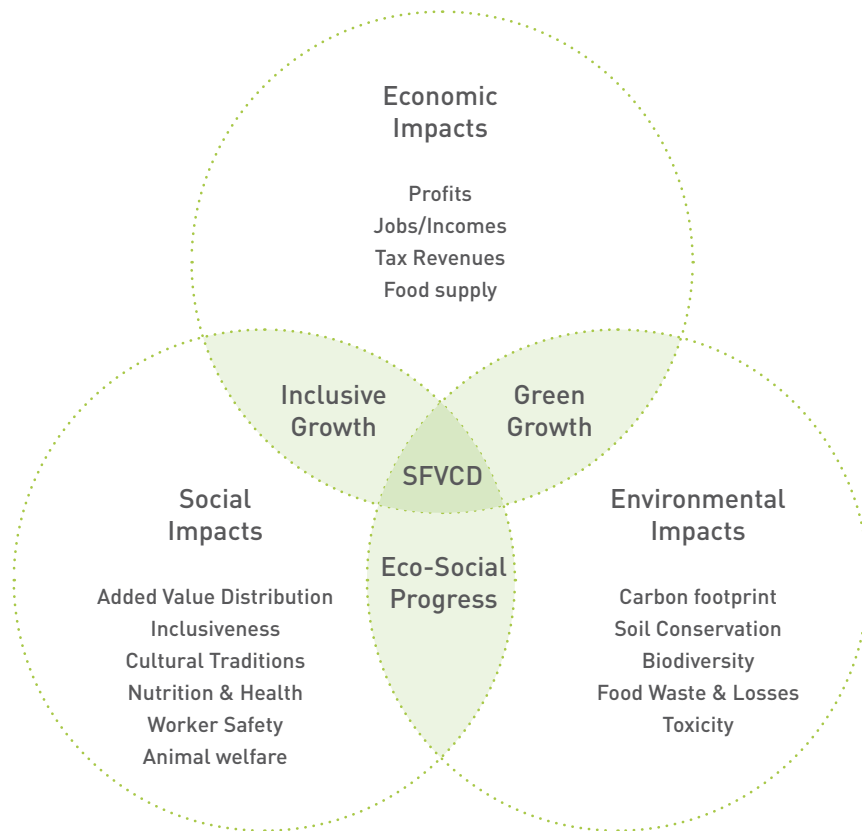 Economic
Impacts
Profits
Jobs/Incomes
Tax Revenues
Food supply
Inclusive
Growth
Green
Growth
SFVCD
Social
Impacts
Added Value Distribution
Inclusiveness
Cultural Traditions
Nutrition & Health
Worker Safety
Animal welfare
Eco-Social
Progress
Environmental
Impacts
Carbon footprint
Soil Conservation
Biodiversity
Food Waste & Losses
Toxicity